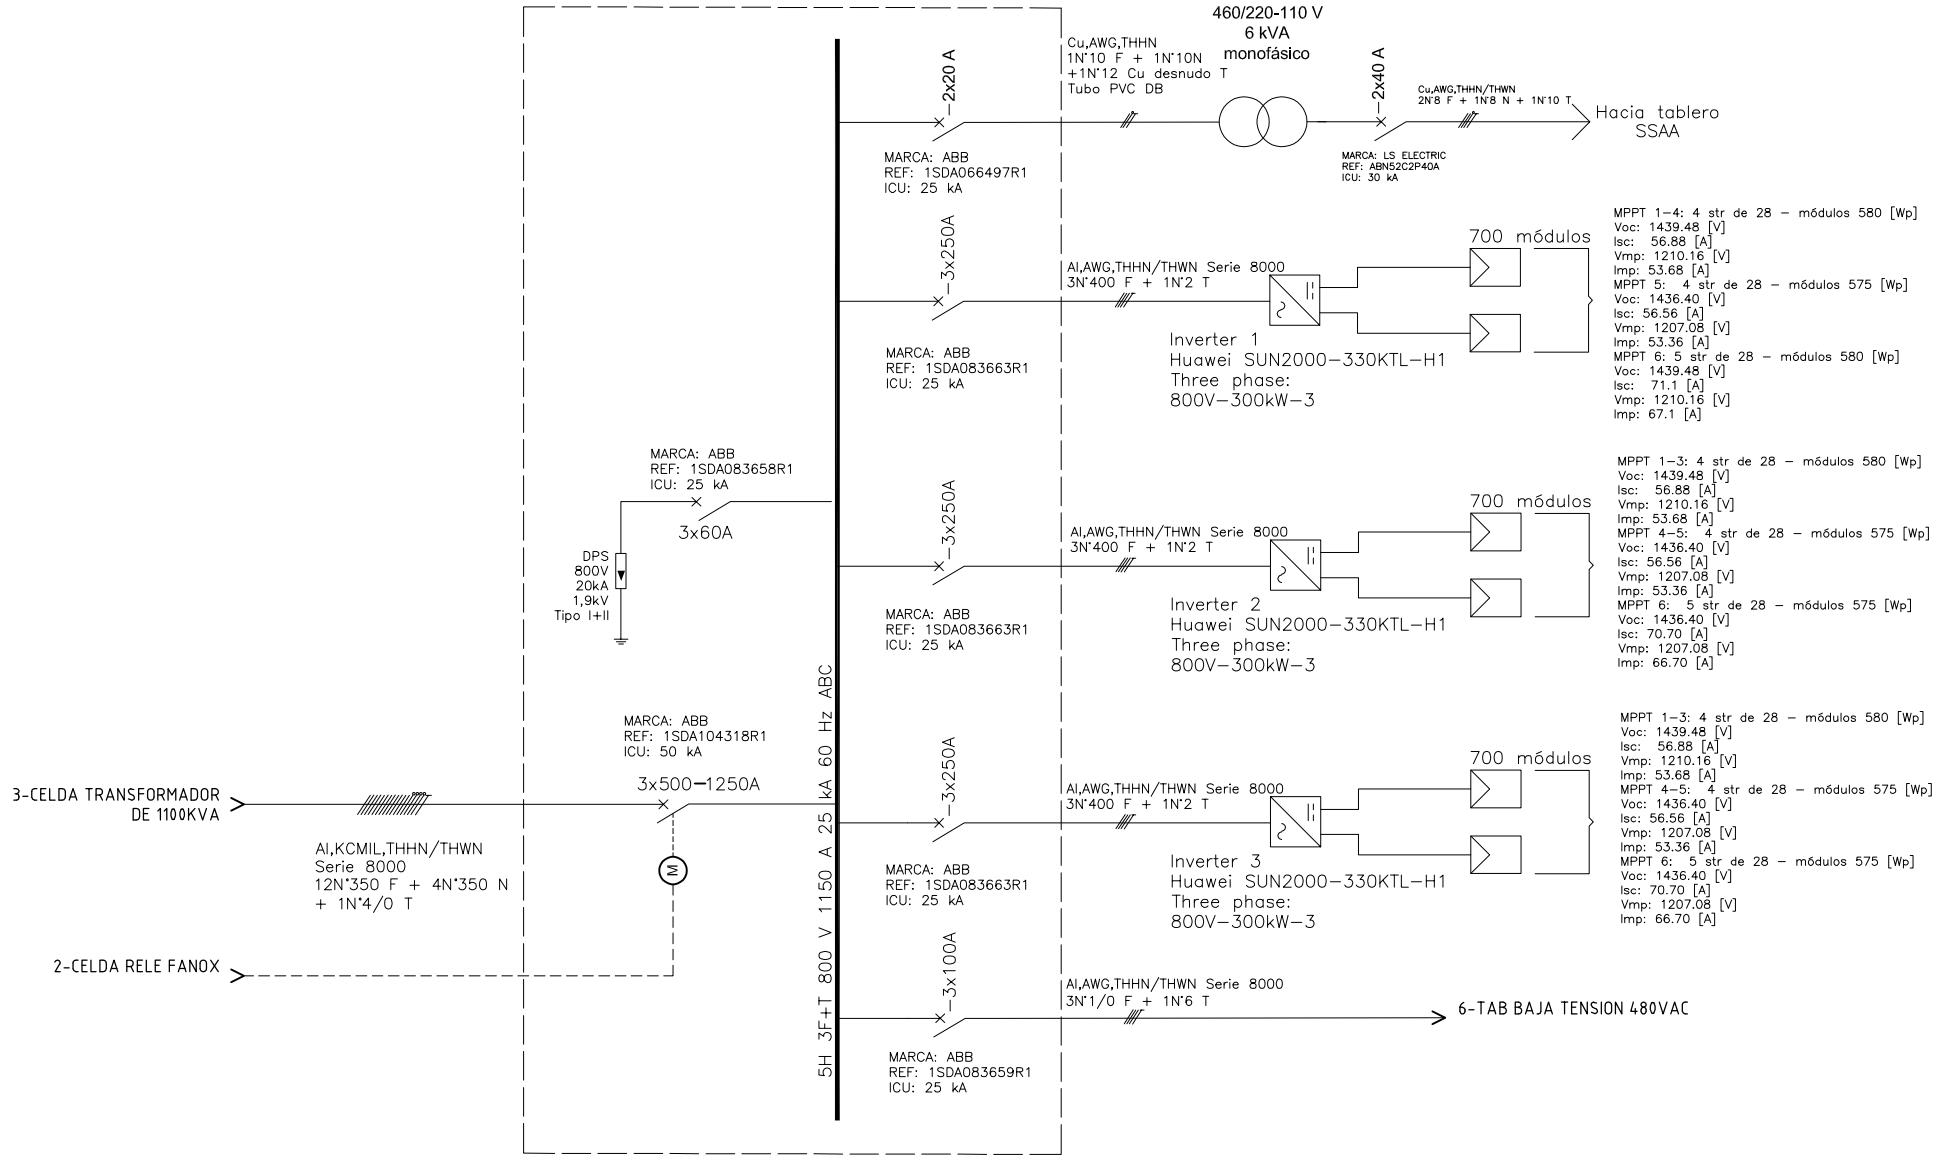 460/220-110 V
6 kVA
monofásico
Cu,AWG,THHN
1N°10 F + 1N°10N
+1N°12 Cu desnudo T
Tubo PVC DB
2x20 A
2x40 A
Cu,AWG,THHN/THWN
2N°8 F + 1N°8 N + 1N°10 T
Hacia tablero
SSAA
MARCA: ABB
REF: 1SDA066497R1
ICU: 25 kA
MARCA: LS ELECTRIC
REF: ABN52C2P40A
ICU: 30 kA
3x250A
Al,AWG,THHN/THWN Serie 8000
3N°400 F + 1N°2 T
MARCA: ABB
REF: 1SDA083663R1
ICU: 25 kA
Inverter 1
Huawei SUN2000-330KTL-H1
Three phase:
800V-300kW-3
700 módulos
MPPT 1-4: 4 str de 28 - módulos 580 [Wp]
Voc: 1439.48 [V]
Isc: 56.88 [A]
Vmp: 1210.16 [V]
Imp: 53.68 [A]
MPPT 5: 4 str de 28 - módulos 575 [Wp]
Voc: 1436.40 [V]
Isc: 56.56 [A]
Vmp: 1207.08 [V]
Imp: 53.36 [A]
MPPT 6: 5 str de 28 - módulos 580 [Wp]
Voc: 1439.48 [V]
Isc: 71.1 [A]
Vmp: 1210.16 [V]
Imp: 67.1 [A]
MARCA: ABB
REF: 1SDA083658R1
ICU: 25 kA
3x60A
DPS
800V
20kA
1,9kV
Tipo I+II
3x250A
Al,AWG,THHN/THWN Serie 8000
3N°400 F + 1N°2 T
MARCA: ABB
REF: 1SDA083663R1
ICU: 25 kA
Inverter 2
Huawei SUN2000-330KTL-H1
Three phase:
800V-300kW-3
700 módulos
MPPT 1-3: 4 str de 28 - módulos 580 [Wp]
Voc: 1439.48 [V]
Isc: 56.88 [A]
Vmp: 1210.16 [V]
Imp: 53.68 [A]
MPPT 4-5: 4 str de 28 - módulos 575 [Wp]
Voc: 1436.40 [V]
Isc: 56.56 [A]
Vmp: 1207.08 [V]
Imp: 53.36 [A]
MPPT 6: 5 str de 28 - módulos 575 [Wp]
Voc: 1436.40 [V]
Isc: 70.70 [A]
Vmp: 1207.08 [V]
Imp: 66.70 [A]
5H 3F+T 800 V 1150 A 25 kA 60 Hz ABC
MARCA: ABB
REF: 1SDA104318R1
ICU: 50 kA
3x500-1250A
3-CELDA TRANSFORMADOR
DE 1100KVA
Al,KCMIL,THHN/THWN
Serie 8000
12N°350 F + 4N°350 N
+ 1N°4/0 T
M
2-CELDA RELE FANOX
3x250A
Al,AWG,THHN/THWN Serie 8000
3N°400 F + 1N°2 T
MARCA: ABB
REF: 1SDA083663R1
ICU: 25 kA
Inverter 3
Huawei SUN2000-330KTL-H1
Three phase:
800V-300kW-3
700 módulos
MPPT 1-3: 4 str de 28 - módulos 580 [Wp]
Voc: 1439.48 [V]
Isc: 56.88 [A]
Vmp: 1210.16 [V]
Imp: 53.68 [A]
MPPT 4-5: 4 str de 28 - módulos 575 [Wp]
Voc: 1436.40 [V]
Isc: 56.56 [A]
Vmp: 1207.08 [V]
Imp: 53.36 [A]
MPPT 6: 5 str de 28 - módulos 575 [Wp]
Voc: 1436.40 [V]
Isc: 70.70 [A]
Vmp: 1207.08 [V]
Imp: 66.70 [A]
3x100A
Al,AWG,THHN/THWN Serie 8000
3N°1/0 F + 1N°6 T
6-TAB BAJA TENSION 480VAC
MARCA: ABB
REF: 1SDA083659R1
ICU: 25 kA